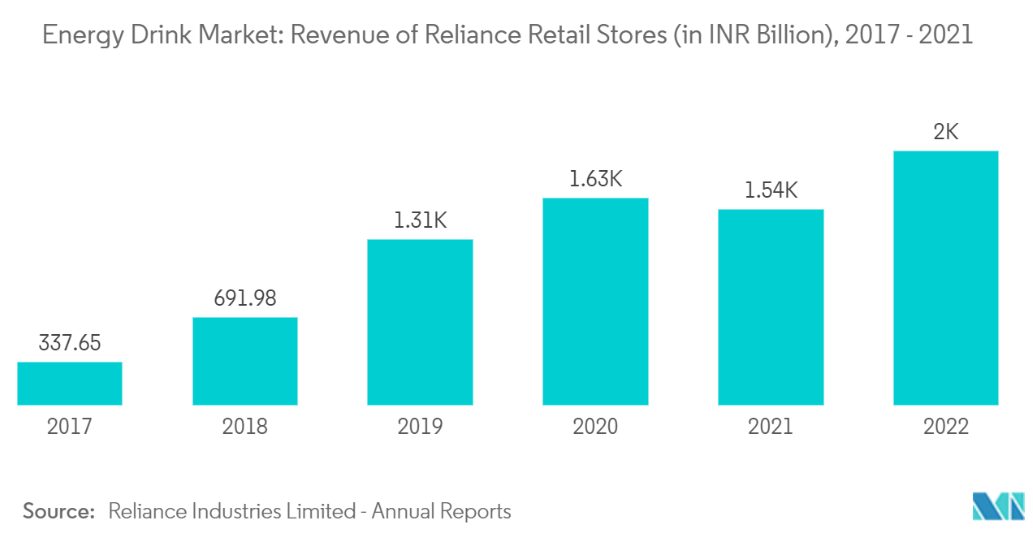 Energy Drink Market: Revenue of Reliance Retail Stores (in INR Billion), 2017 - 2021
2K
1.63K
1.54K
1.31K
691.98
337.65
2017 2018 2019 2020 2021 2022
Source: Reliance Industries Limited - Annual Reports